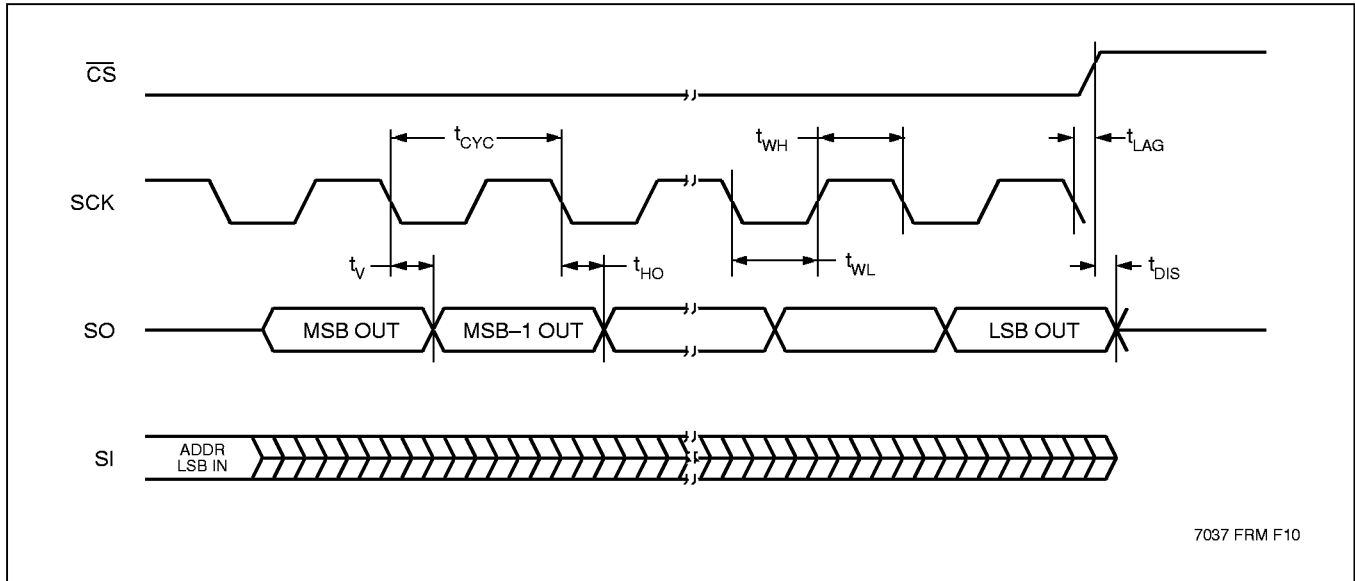 CS
tCYC
tWH
tLAG
SCK
tV
tHO
tWL
tDIS
SO
MSB OUT
MSB–1 OUT
LSB OUT
SI
ADDR
LSB IN
7037 FRM F10